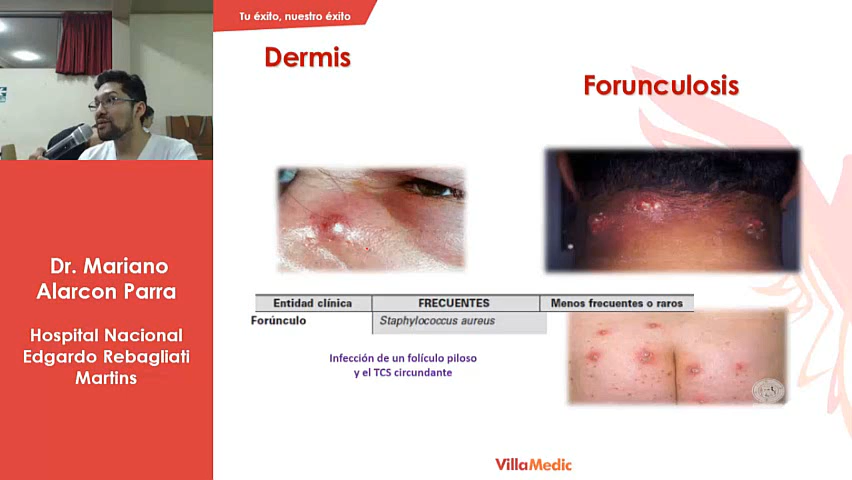 Tu éxito, nuestro éxito
Dermis
Forunculosis
Dr. Mariano
Alarcon Parra
Hospital Nacional
Edgardo Rebagliati
Martins
Entidad clínica FRECUENTES Menos frecuentes o raros
Forúnculo Staphylococcus aureus
Infección de un folículo piloso
y el TCS circundante
VillaMedic